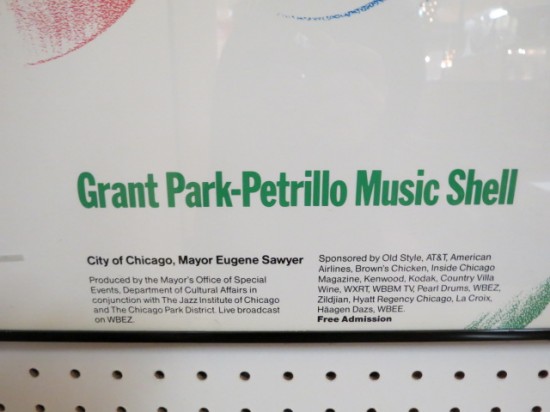 Grant Park-Petrillo Music Shell
City of Chicago, Mayor Eugene Sawyer
Produced by the Mayor's Office of Special
Events, Department of Cultural Affairs in
conjunction with The Jazz Institute of Chicago
and The Chicago Park District. Live broadcast
on WBEZ.
Sponsored by Old Style, AT&T, American
Airlines, Brown's Chicken, Inside Chicago
Magazine, Kenwood, Kodak, Country Villa
Wine, WXRT, WBBM TV, Pearl Drums, WBEZ,
Zildjian, Hyatt Regency Chicago, La Croix,
Häagen Dazs, WBEE.
Free Admission